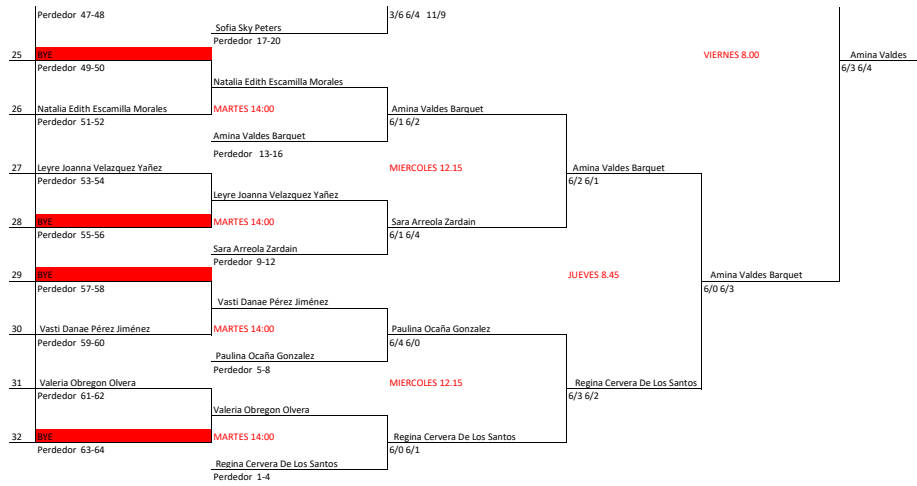 Perdedor 47-48
3/6 6/4 11/9
Sofia Sky Peters
Perdedor 17-20
25 BYE
VIERNES 8.00
Amina Valdes
Perdedor 49-50
6/3 6/4
Natalia Edith Escamilla Morales
26 Natalia Edith Escamilla Morales
MARTES 14:00
Amina Valdes Barquet
Perdedor 51-52
6/1 6/2
Amina Valdes Barquet
Perdedor 13-16
27 Leyre Joanna Velazquez Yañez
MIERCOLES 12.15
Amina Valdes Barquet
Perdedor 53-54
6/2 6/1
Leyre Joanna Velazquez Yañez
28 BYE
MARTES 14:00
Sara Arreola Zardain
Perdedor 55-56
6/1 6/4
Sara Arreola Zardain
Perdedor 9-12
29 BYE
JUEVES 8.45
Amina Valdes Barquet
Perdedor 57-58
6/0 6/3
Vasti Danae Pérez Jiménez
30 Vasti Danae Pérez Jiménez
MARTES 14:00
Paulina Ocaña Gonzalez
Perdedor 59-60
6/4 6/0
Paulina Ocaña Gonzalez
Perdedor 5-8
31 Valeria Obregon Olvera
MIERCOLES 12.15
Regina Cervera De Los Santos
Perdedor 61-62
6/3 6/2
Valeria Obregon Olvera
32 BYE
MARTES 14:00
Regina Cervera De Los Santos
Perdedor 63-64
6/0 6/1
Regina Cervera De Los Santos
Perdedor 1-4